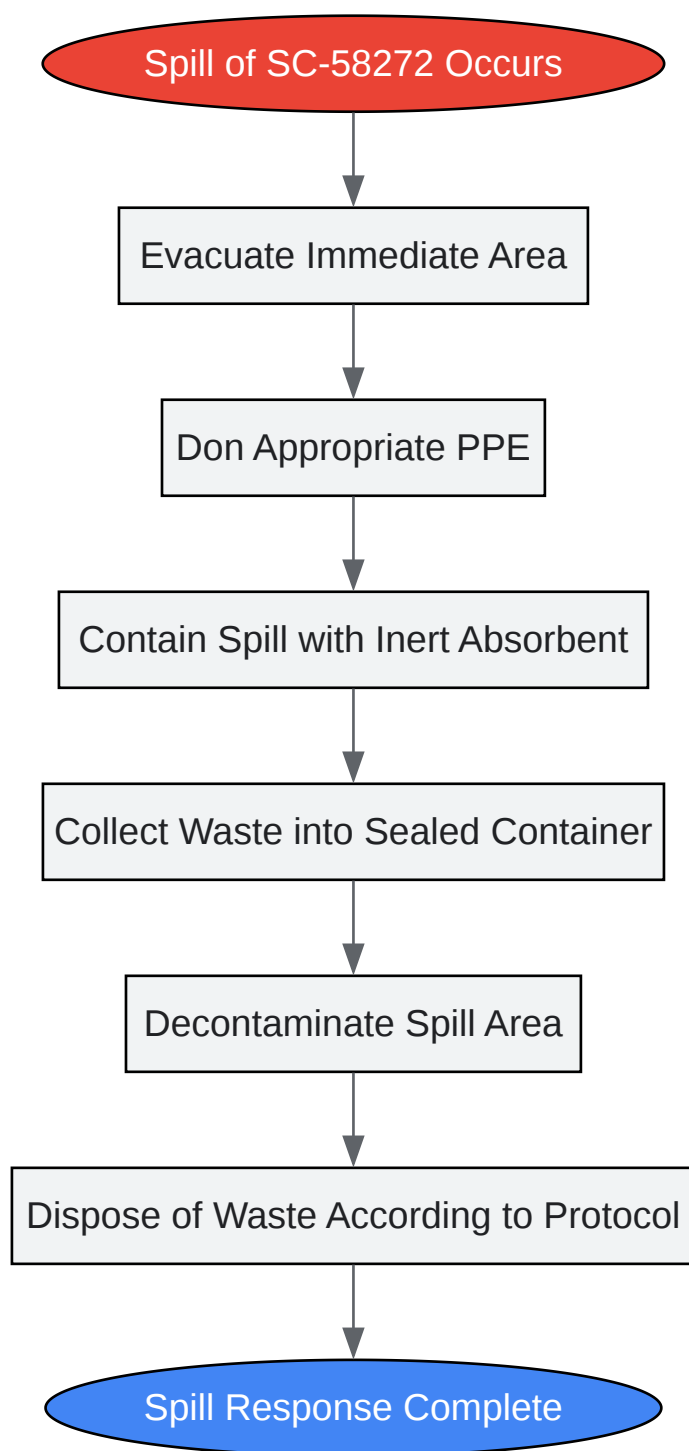 Spill of SC-58272 Occurs
Evacuate Immediate Area
Don Appropriate PPE
Contain Spill with Inert Absorbent
Collect Waste into Sealed Container
Decontaminate Spill Area
Dispose of Waste According to Protocol
Spill Response Complete